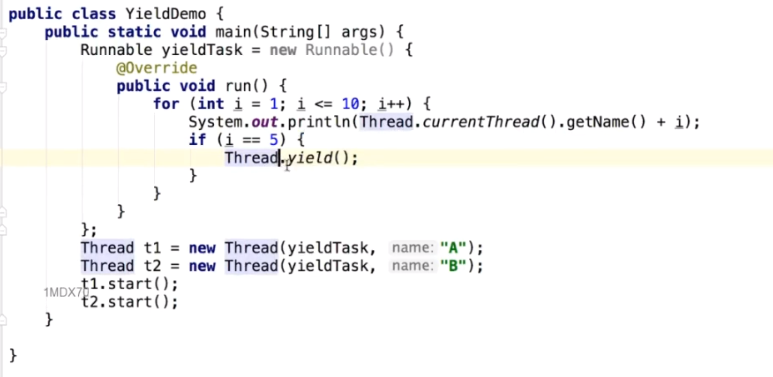 public class YieldDemo {
public static void main(String[] args) {
Runnable yieldTask = new Runnable() {
@Override
public void run() {
for (int i = 1; i <= 10; i++) {
System.out.println(Thread.currentThread().getName() + i);
if (i == 5) {
Thread.yield();
}
}
}
};
Thread t1 = new Thread(yieldTask, name: "A");
Thread t2 = new Thread(yieldTask, name: "B");
t1.start();
1MDX70
t2.start();
}
}